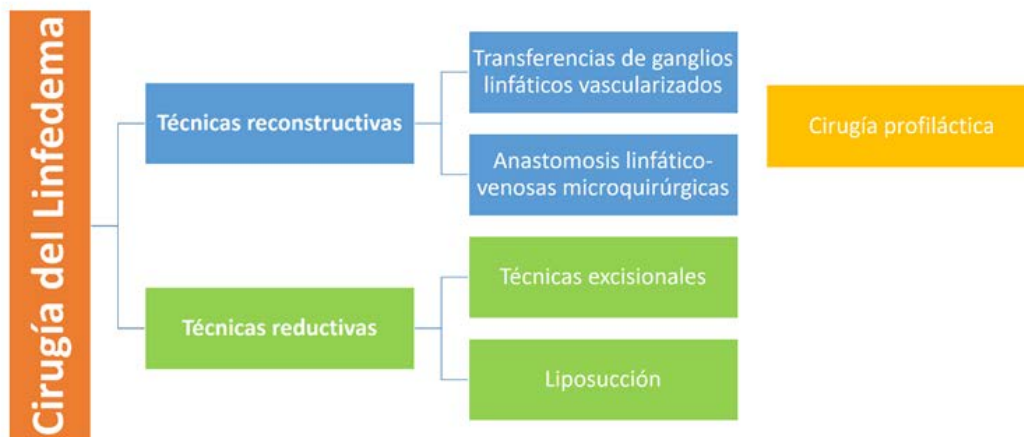 Cirugía del Linfedema
Técnicas reconstructivas
Transferencias de ganglios
linfáticos vascularizados
Anastomosis linfático-
venosas microquirúrgicas
Cirugía profiláctica
Técnicas reductivas
Técnicas excisionales
Liposucción